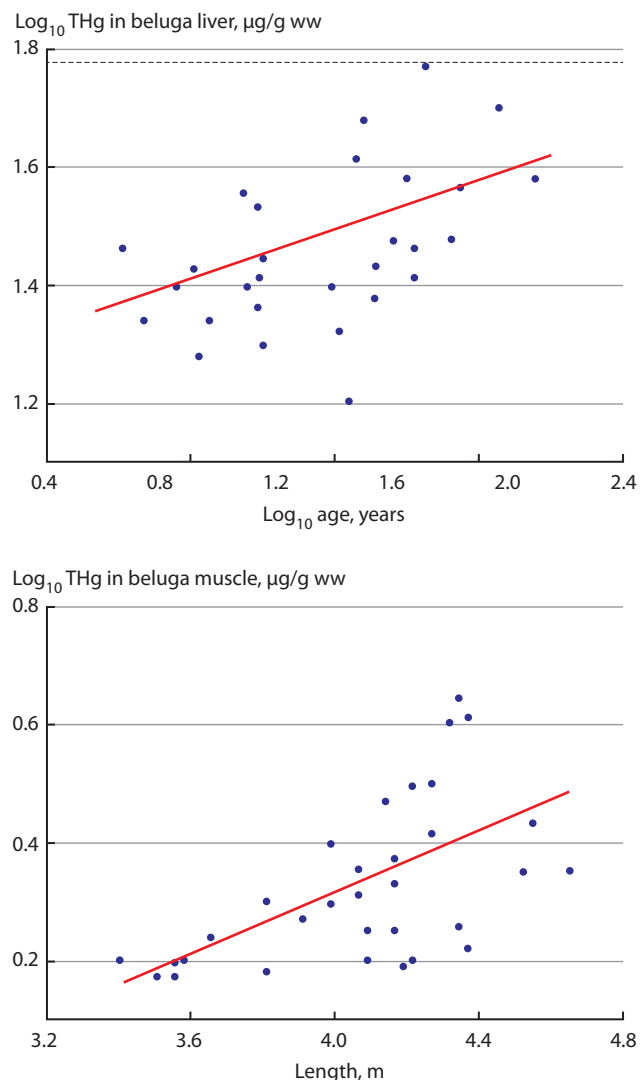 Log₁₀ THg in beluga liver, μg/g ww
1.8
1.6
1.4
1.2
0.4 0.8 1.2 1.6 2.0 2.4
Log₁₀ age, years
Log₁₀ THg in beluga muscle, μg/g ww
0.8
0.6
0.4
0.2
3.2 3.6 4.0 4.4 4.8
Length, m